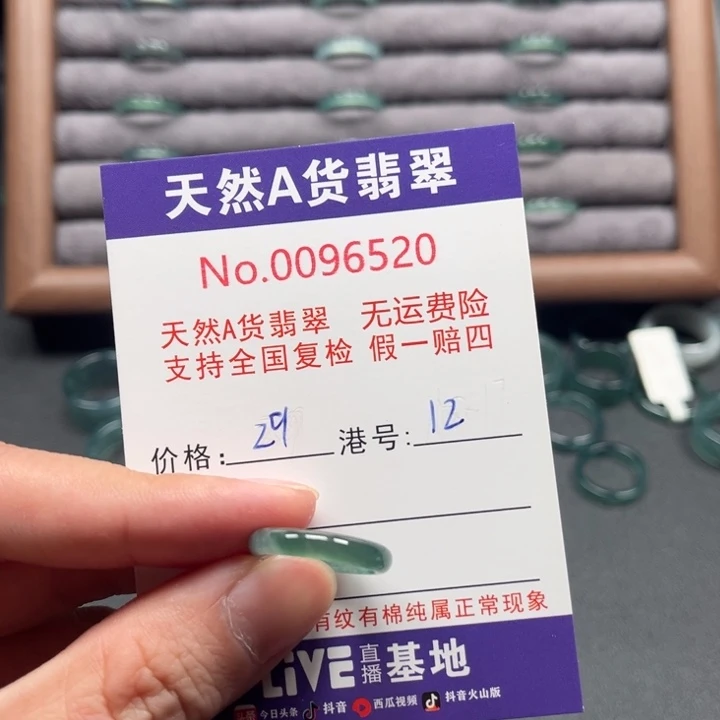 天然A货翡翠
No.0096520
天然A货翡翠 无运费险
支持全国复检 假一赔四
价格: 29 港号: 12
有纹有棉纯属正常现象
LiVE直播基地
今日头条 抖音 西瓜视频 抖音火山版